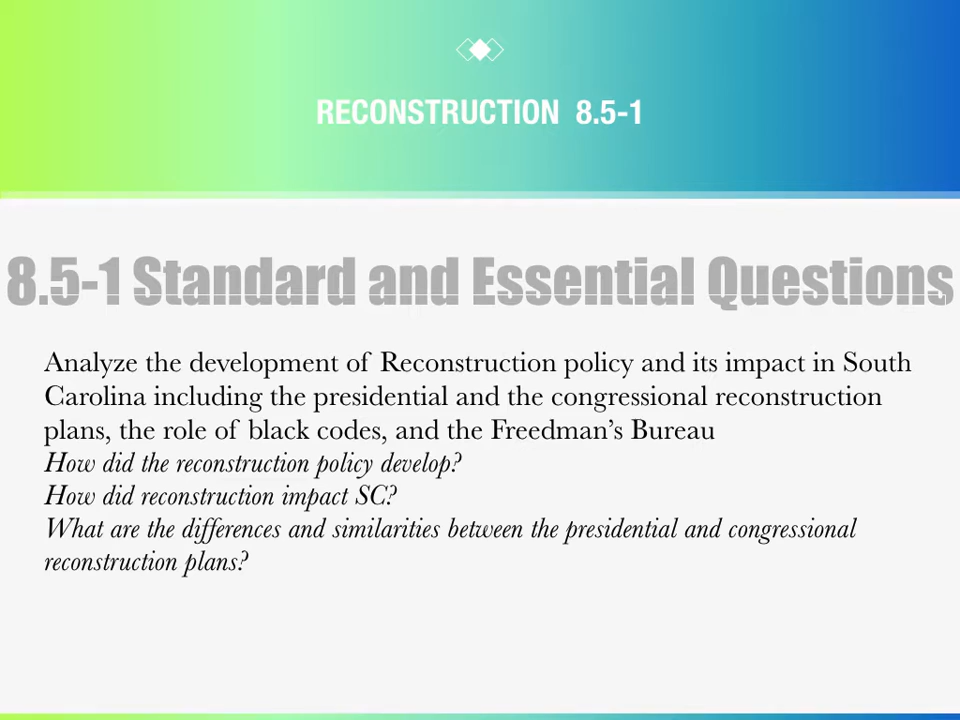 RECONSTRUCTION 8.5-1
8.5-1 Standard and Essential Questions
Analyze the development of Reconstruction policy and its impact in South
Carolina including the presidential and the congressional reconstruction
plans, the role of black codes, and the Freedman’s Bureau
How did the reconstruction policy develop?
How did reconstruction impact SC?
What are the differences and similarities between the presidential and congressional
reconstruction plans?